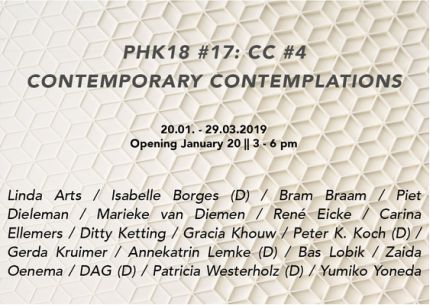 PHK18 #17: CC #4
CONTEMPORARY CONTEMPLATIONS
20.01. - 29.03.2019
Opening January 20 || 3 - 6 pm
Linda Arts / Isabelle Borges (D) / Bram Braam / Piet
Dieleman / Marieke van Diemen / René Eicke / Carina
Ellemers / Ditty Ketting / Gracia Khouw / Peter K. Koch (D) /
Gerda Kruimer / Annekatrin Lemke (D) / Bas Lobik / Zaida
Oenema / DAG (D) / Patricia Westerholz (D) / Yumiko Yoneda